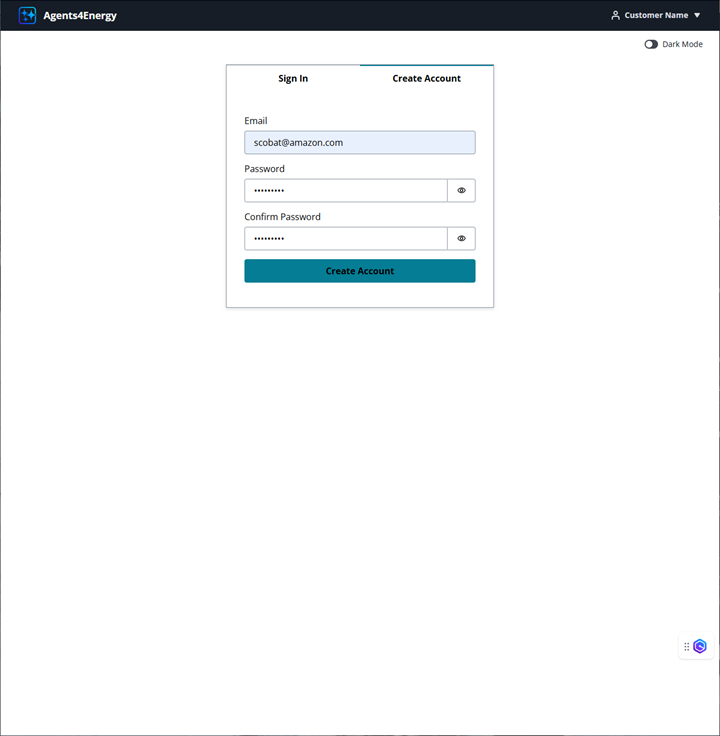 Agents4Energy
Customer Name
Dark Mode
Sign In
Create Account
Email
scobat@amazon.com
Password
•••••••••
Confirm Password
•••••••••
Create Account